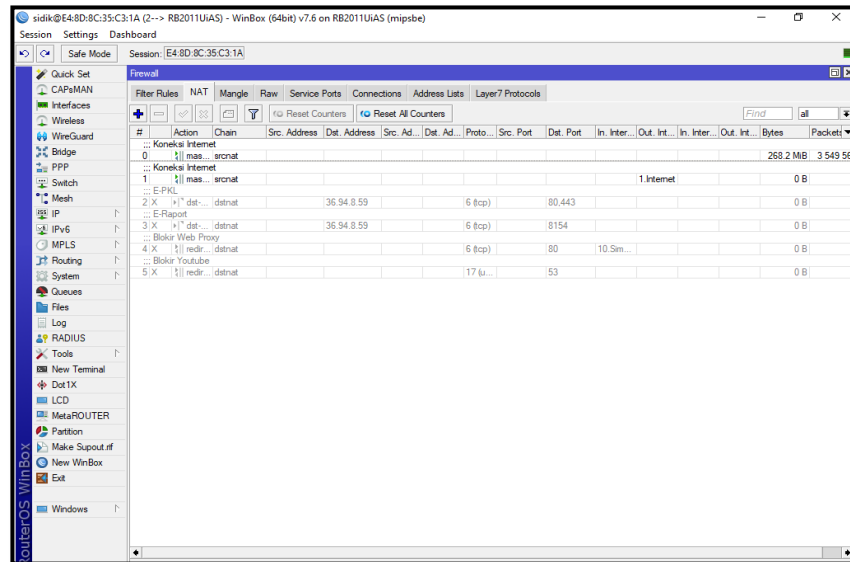 sidik@E4:8D:8C:35:C3:1A (2--> RB2011UiAS) - WinBox (64bit) v7.6 on RB2011UiAS (mipsbe)
Session Settings Dashboard
Safe Mode Session: E4:8D:8C:35:C3:1A
Quick Set
CAPsMAN
Interfaces
Wireless
WireGuard
Bridge
PPP
Switch
Mesh
IP
IPv6
MPLS
Routing
System
Queues
Files
Log
RADIUS
Tools
New Terminal
Dot1X
LCD
MetaROUTER
Partition
Make Supout.rif
New WinBox
Exit
Windows
RouterOS WinBox
Firewall
Filter Rules NAT Mangle Raw Service Ports Connections Address Lists Layer7 Protocols
Reset Counters Reset All Counters Find all
# Action Chain Src. Address Dst. Address Src. Ad... Dst. Ad... Proto... Src. Port Dst. Port In. Inter... Out. Int... In. Inter... Out. Int... Bytes Packets
::: Koneksi Internet
0 mas... srcnat 268.2 MiB 3 549 56
::: Koneksi Internet
1 mas... srcnat 1.Internet 0 B
::: E-PKL
2 X dst-... dstnat 36.94.8.59 6 (tcp) 80,443 0 B
::: E-Raport
3 X dst-... dstnat 36.94.8.59 6 (tcp) 8154 0 B
::: Blokir Web Proxy
4 X redir... dstnat 6 (tcp) 80 10.Sim... 0 B
::: Blokir Youtube
5 X redir... dstnat 17 (u... 53 0 B